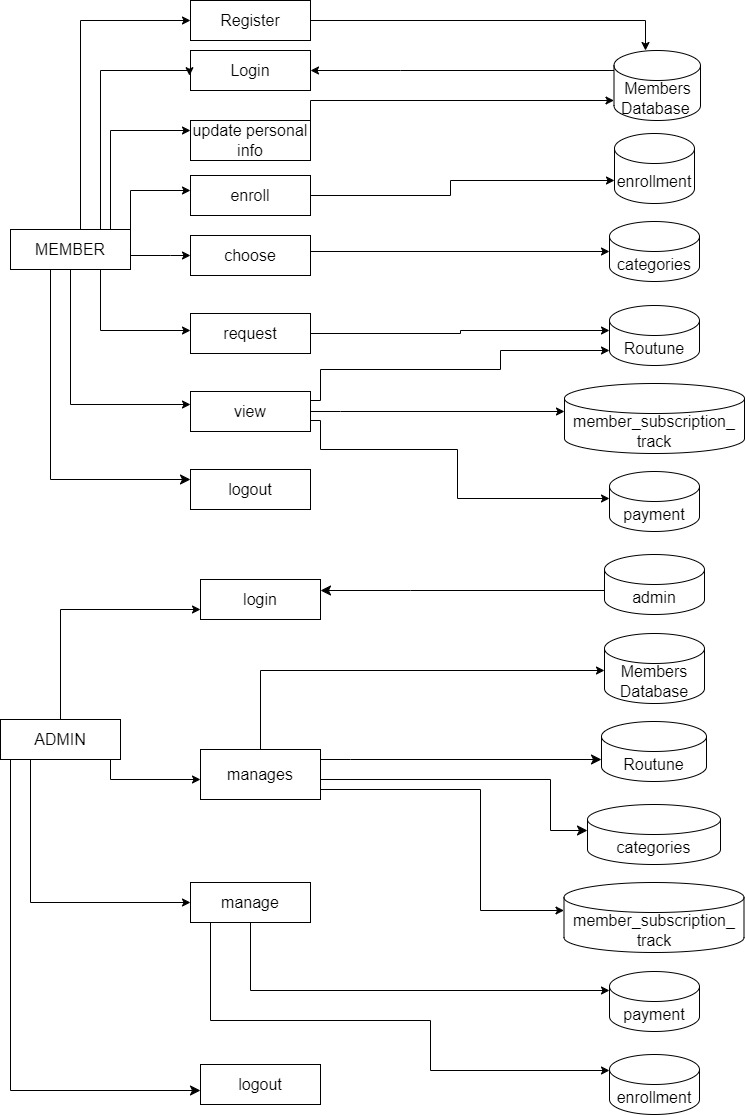 Register
Login
Members
Database
update personal
info
enrollment
enroll
MEMBER
choose
categories
request
Routune
view
member_subscription_
track
logout
payment
login
admin
Members
Database
ADMIN
manages
Routune
categories
manage
member_subscription_
track
payment
logout
enrollment